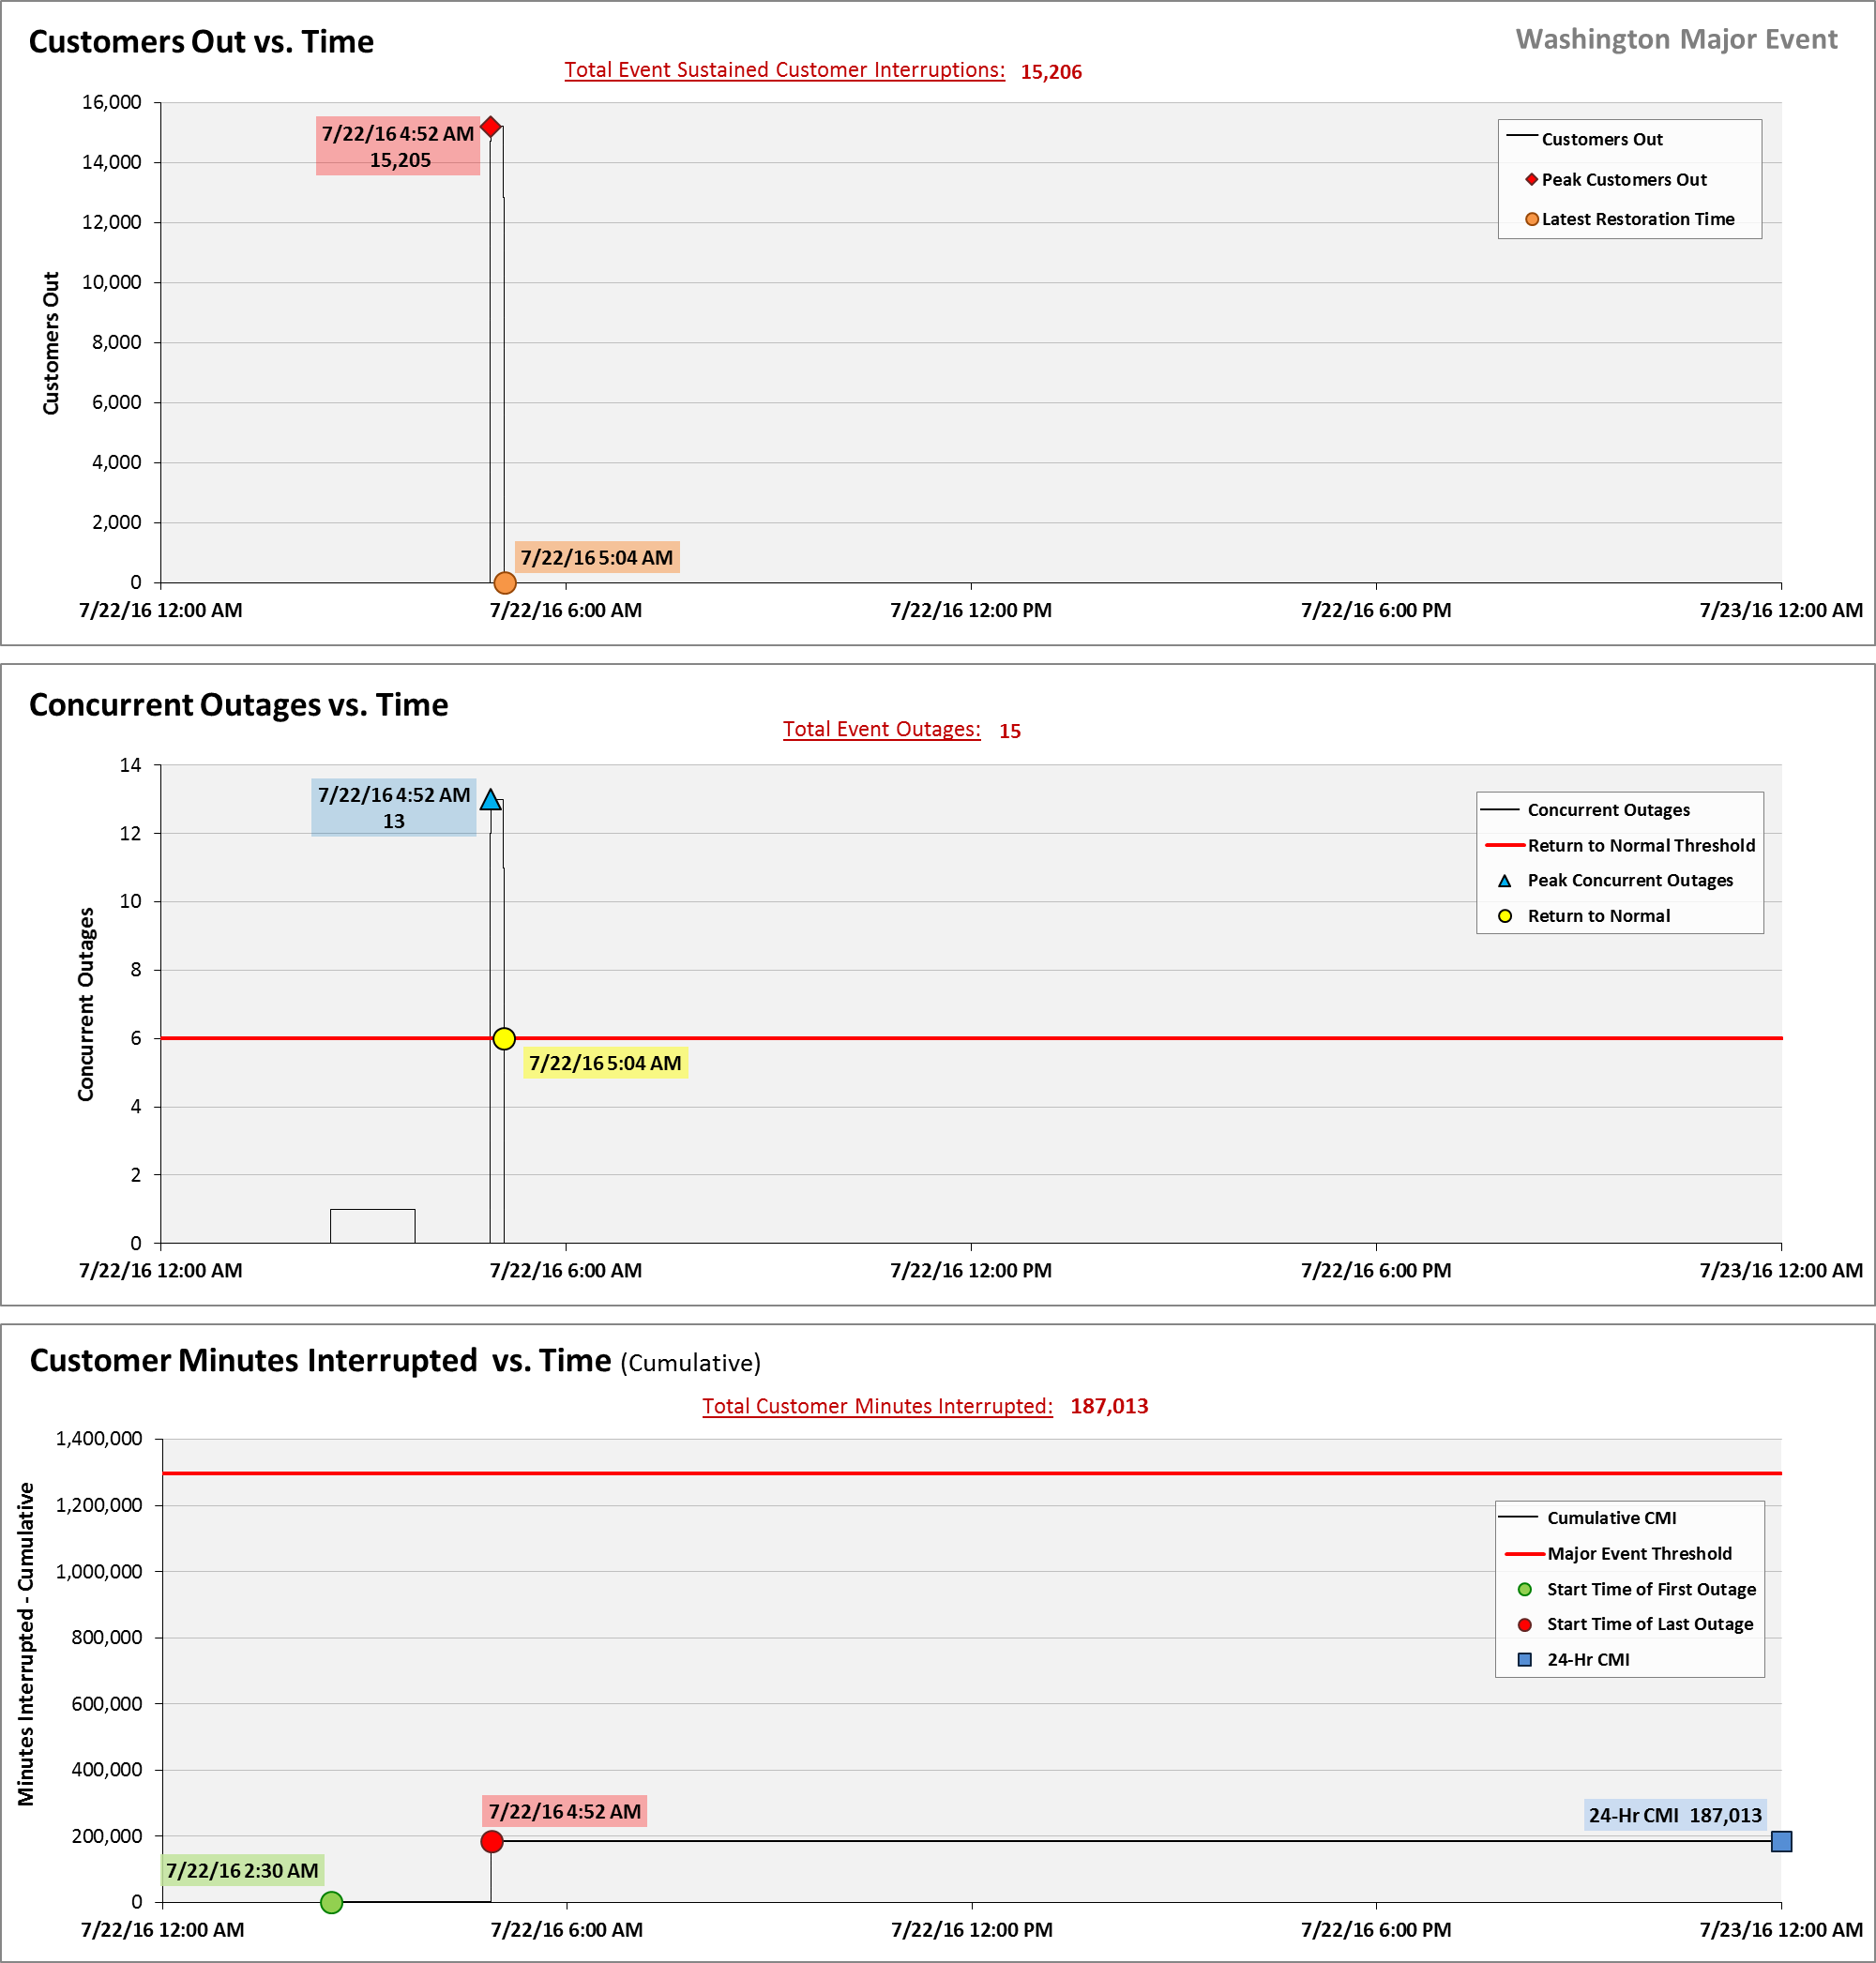 Customers Out vs. Time
Washington Major Event
Total Event Sustained Customer Interruptions: 15,206
16,000
14,000
12,000
10,000
8,000
6,000
4,000
2,000
0
Customers Out
7/22/16 4:52 AM
15,205
Customers Out
Peak Customers Out
Latest Restoration Time
7/22/16 5:04 AM
7/22/16 12:00 AM
7/22/16 6:00 AM
7/22/16 12:00 PM
7/22/16 6:00 PM
7/23/16 12:00 AM
Concurrent Outages vs. Time
Total Event Outages: 15
14
12
10
8
6
4
2
0
Concurrent Outages
7/22/16 4:52 AM
13
Concurrent Outages
Return to Normal Threshold
Peak Concurrent Outages
Return to Normal
7/22/16 5:04 AM
7/22/16 12:00 AM
7/22/16 6:00 AM
7/22/16 12:00 PM
7/22/16 6:00 PM
7/23/16 12:00 AM
Customer Minutes Interrupted vs. Time (Cumulative)
Total Customer Minutes Interrupted: 187,013
1,400,000
1,200,000
1,000,000
800,000
600,000
400,000
200,000
0
Minutes Interrupted - Cumulative
Cumulative CMI
Major Event Threshold
Start Time of First Outage
Start Time of Last Outage
24-Hr CMI
7/22/16 4:52 AM
24-Hr CMI 187,013
7/22/16 2:30 AM
7/22/16 12:00 AM
7/22/16 6:00 AM
7/22/16 12:00 PM
7/22/16 6:00 PM
7/23/16 12:00 AM